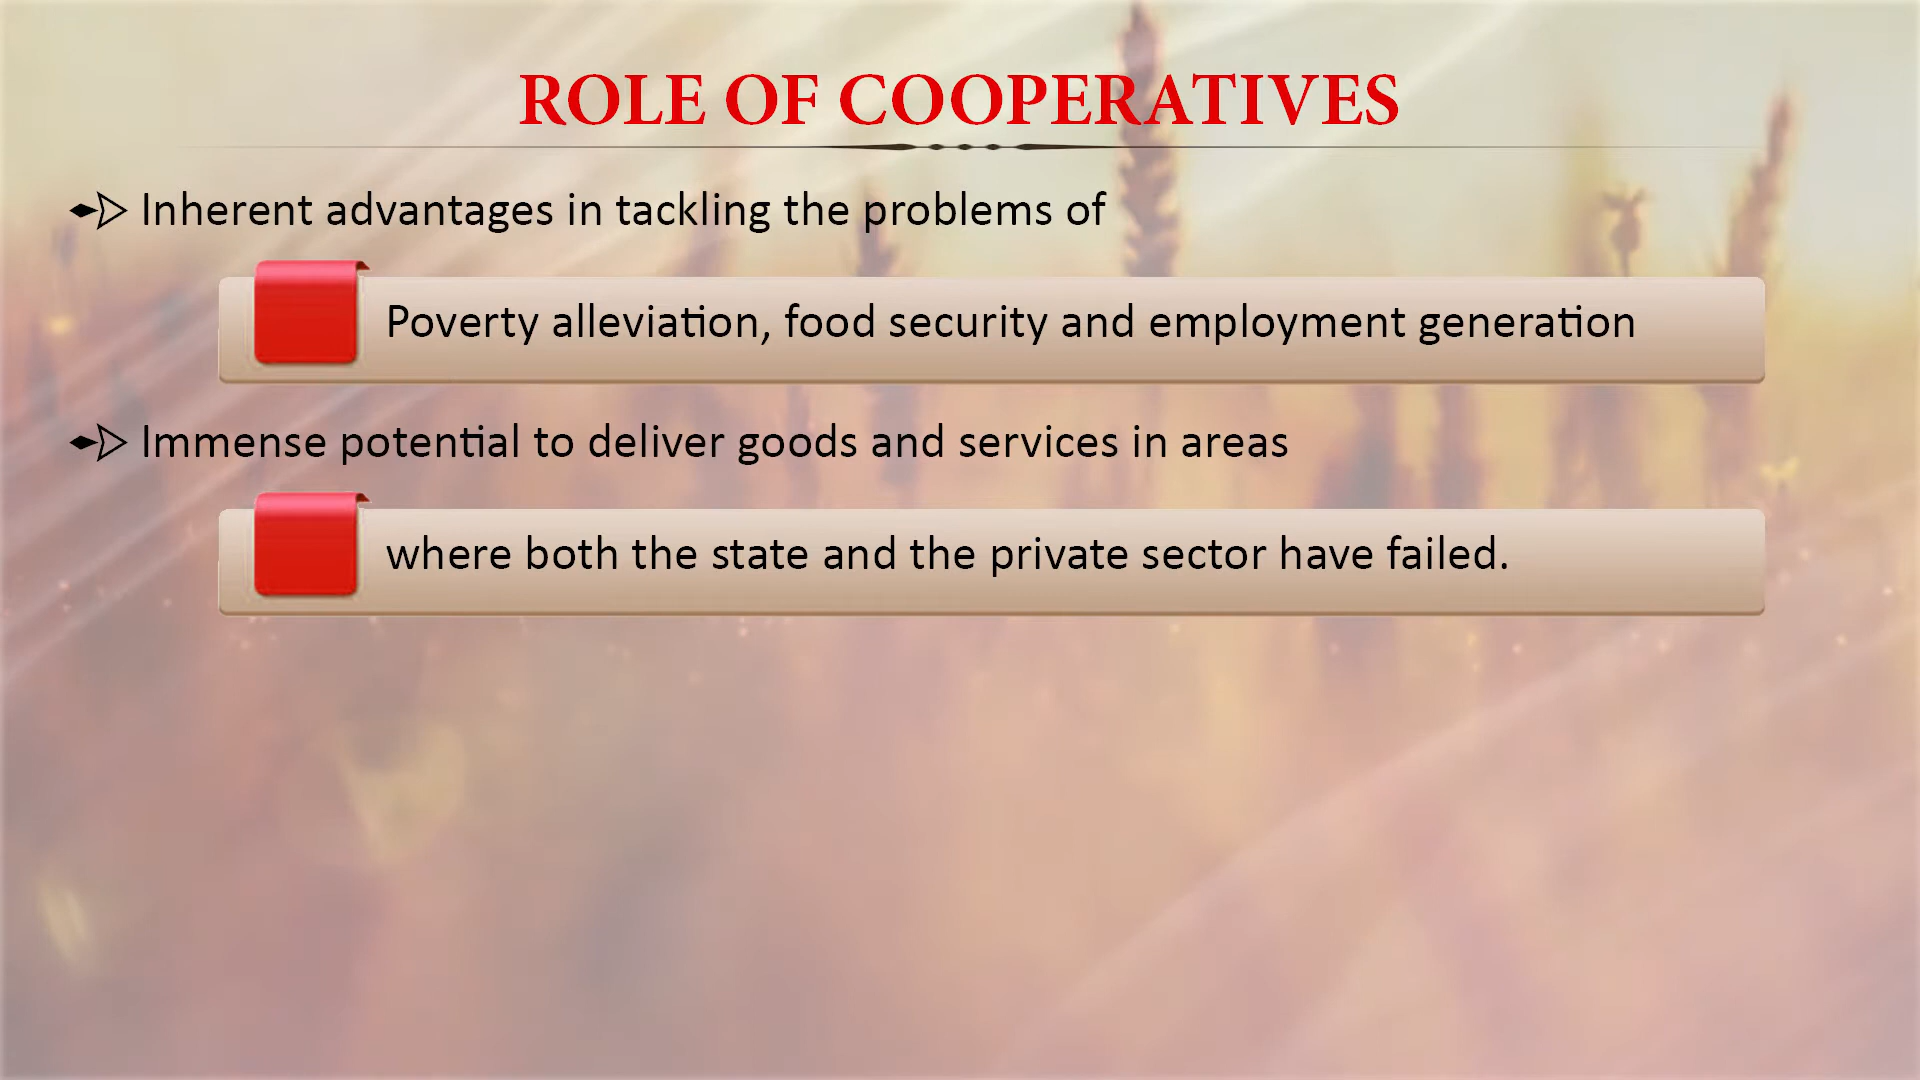 ROLE OF COOPERATIVES
Inherent advantages in tackling the problems of
Poverty alleviation, food security and employment generation
Immense potential to deliver goods and services in areas
where both the state and the private sector have failed.